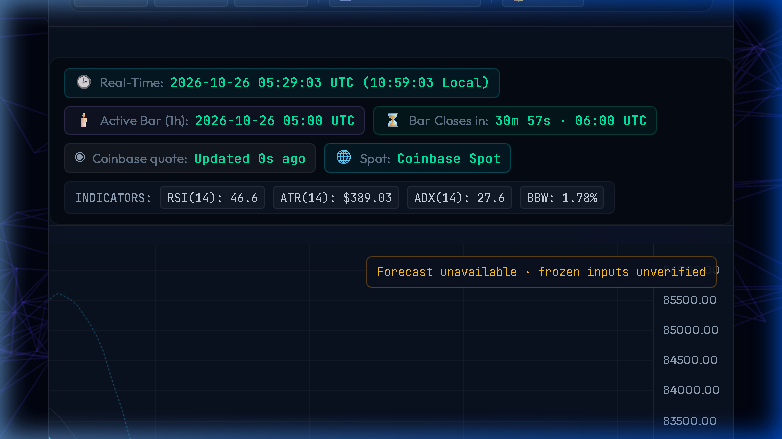 Real-Time: 2026-10-26 05:29:03 UTC (10:59:03 Local)
Active Bar (1h): 2026-10-26 05:00 UTC
Bar Closes in: 30m 57s · 06:00 UTC
Coinbase quote: Updated 0s ago
Spot: Coinbase Spot
INDICATORS: RSI(14): 46.6 ATR(14): $389.03 ADX(14): 27.6 BBW: 1.78%
Forecast unavailable · frozen inputs unverified
85500.00
85000.00
84500.00
84000.00
83500.00